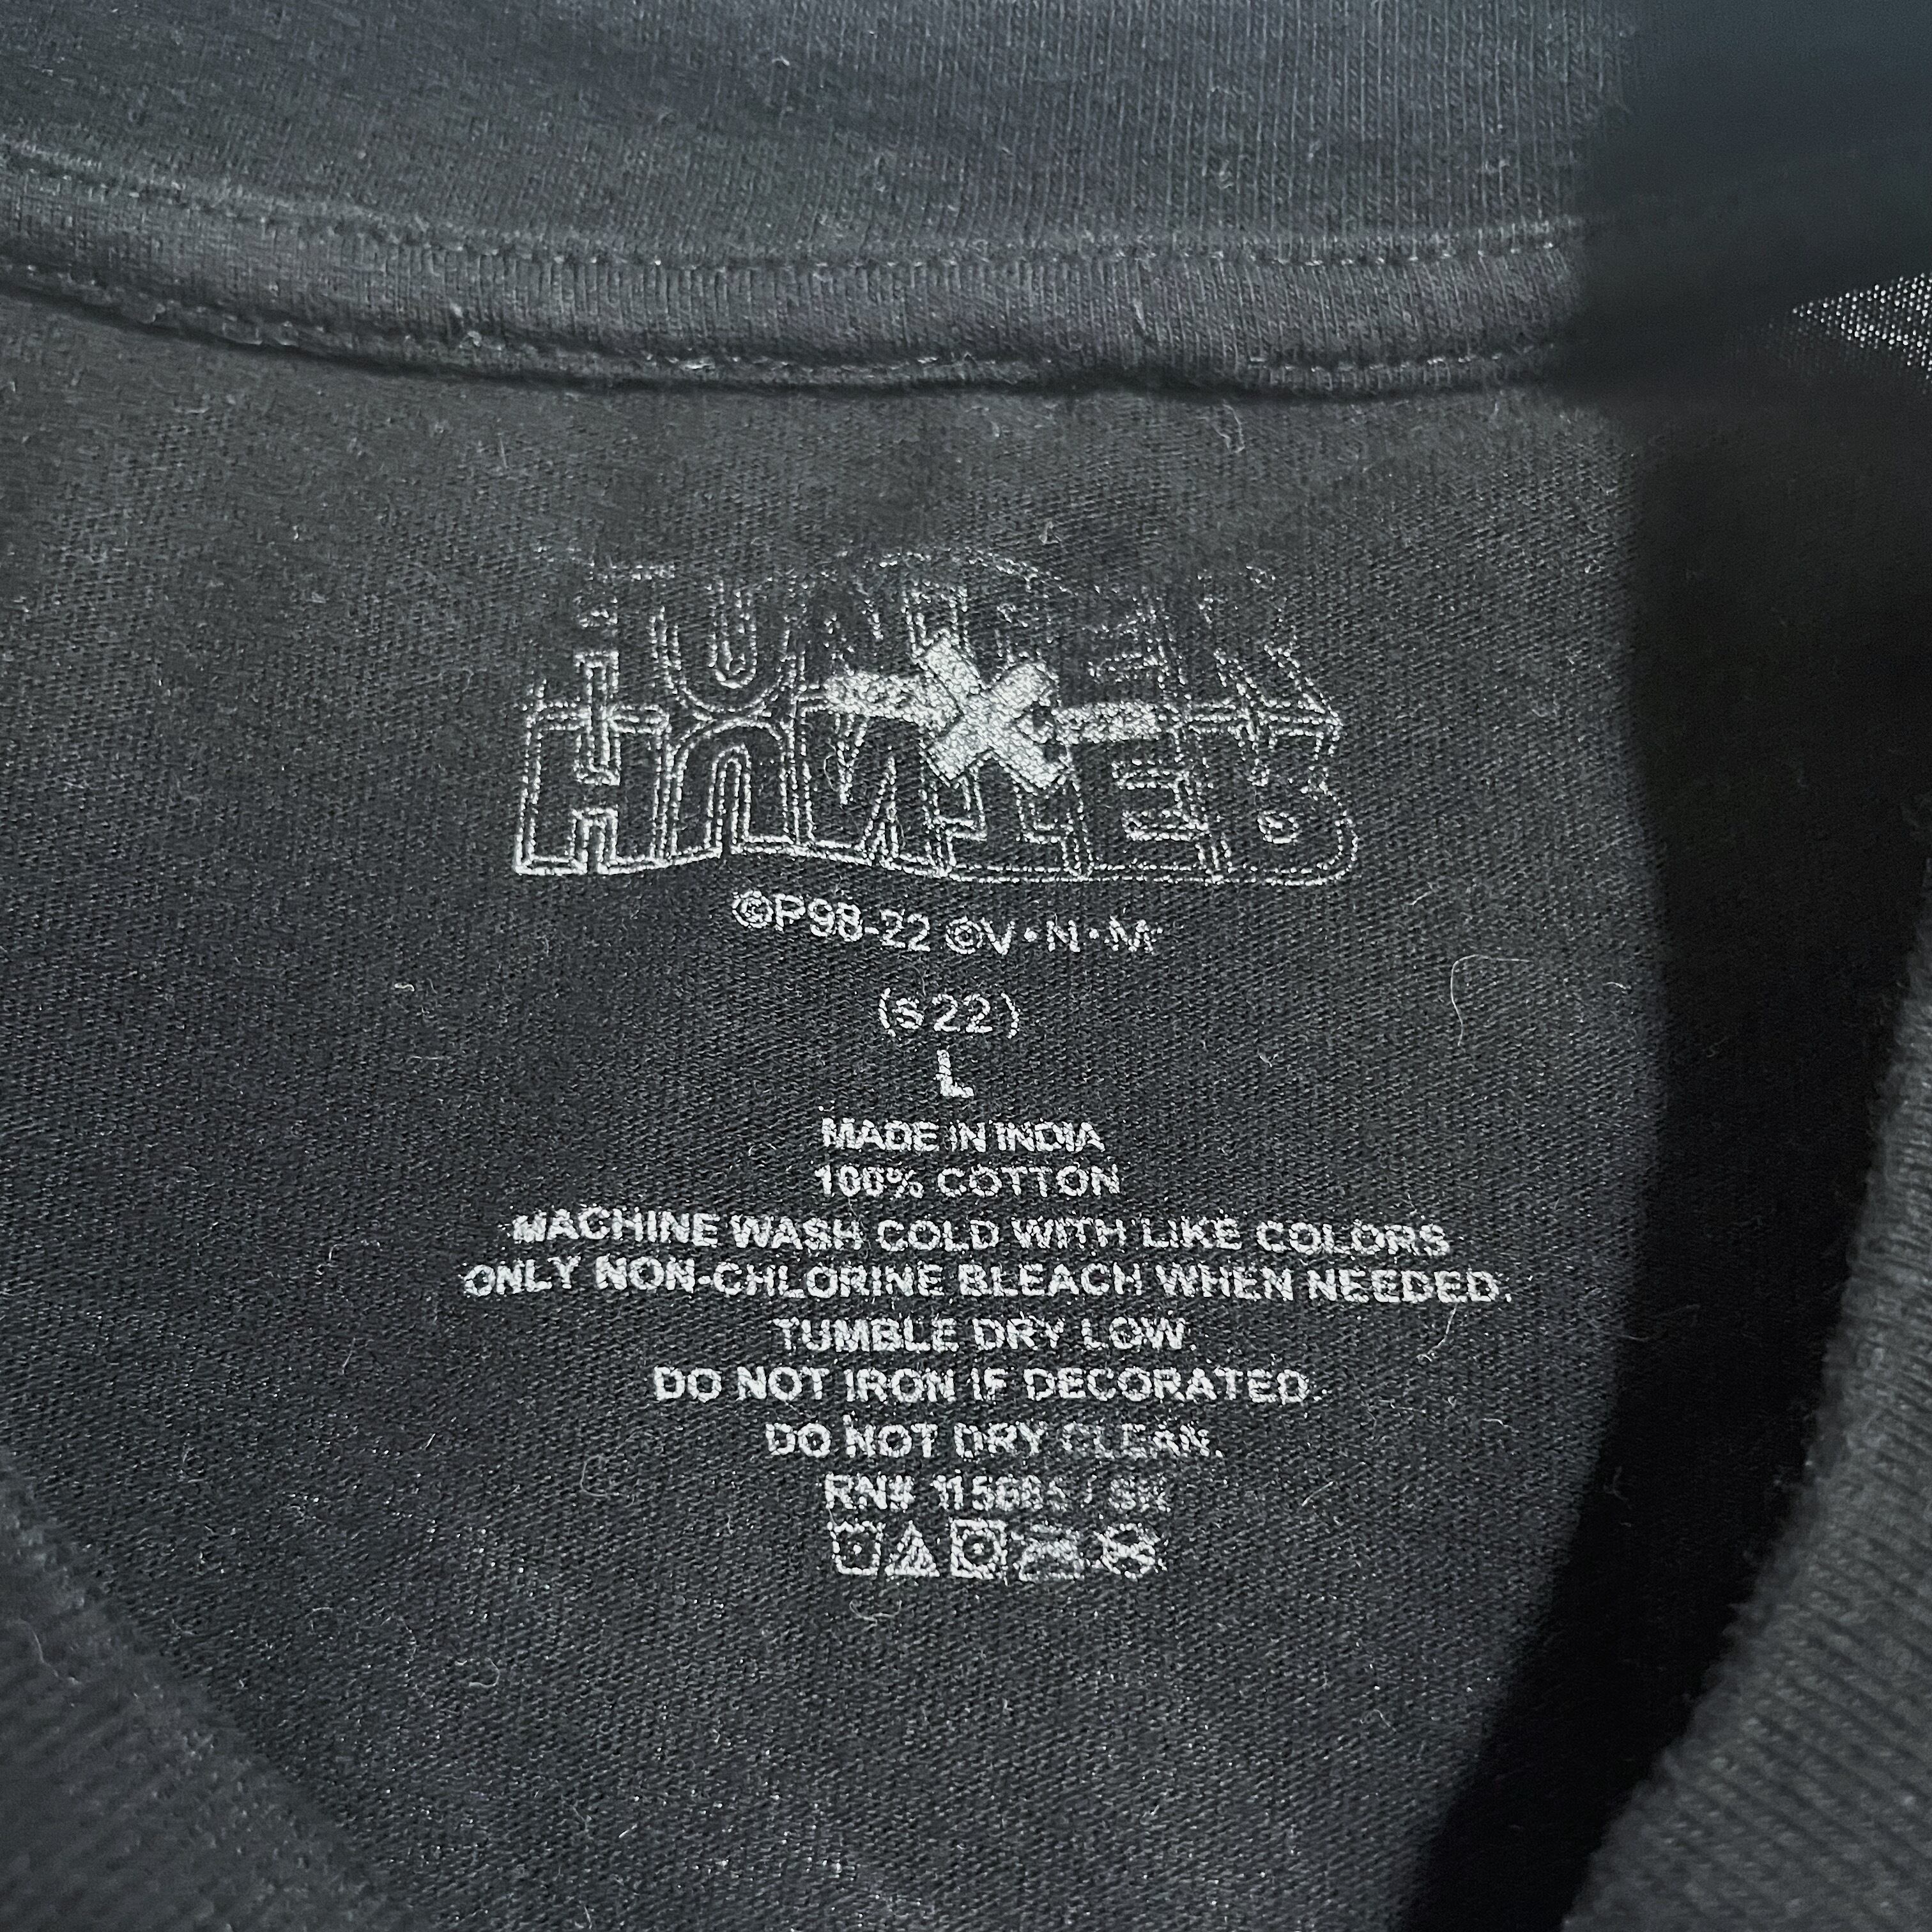 HUNTER
X
HUNTER
©P98-22 ©V·N·M
(s22)
L
MADE IN INDIA
100% COTTON
MACHINE WASH COLD WITH LIKE COLORS
ONLY NON-CHLORINE BLEACH WHEN NEEDED.
TUMBLE DRY LOW.
DO NOT IRON IF DECORATED
DO NOT DRY CLEAN.
RN#